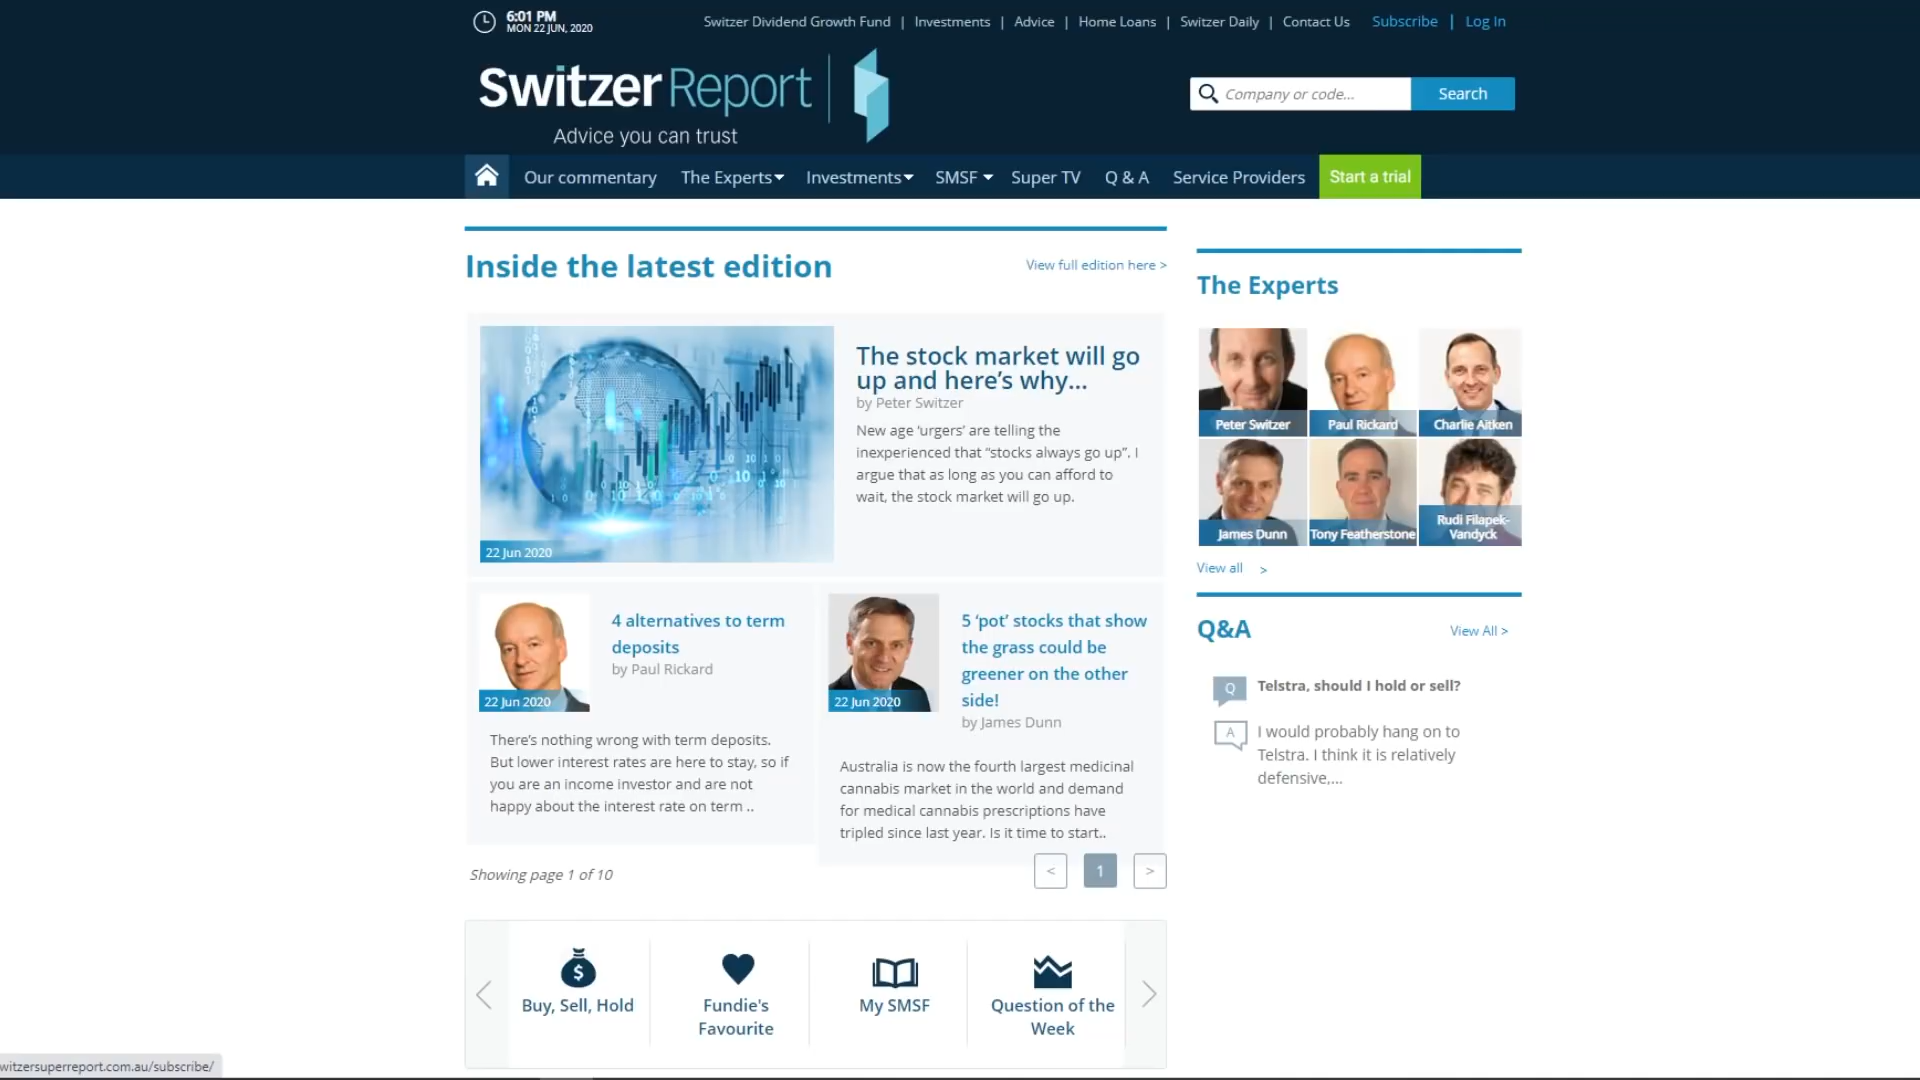 6:01 PM
MON 22 JUN, 2020
Switzer Dividend Growth Fund | Investments | Advice | Home Loans | Switzer Daily | Contact Us Subscribe | Log In
Switzer Report
Advice you can trust
Company or code...
Search
Our commentary The Experts Investments SMSF Super TV Q & A Service Providers Start a trial
Inside the latest edition
View full edition here >
The stock market will go
up and here’s why…
by Peter Switzer
New age ‘urgers’ are telling the
inexperienced that “stocks always go up”. I
argue that as long as you can afford to
wait, the stock market will go up.
22 Jun 2020
4 alternatives to term
deposits
by Paul Rickard
22 Jun 2020
There’s nothing wrong with term deposits.
But lower interest rates are here to stay, so if
you are an income investor and are not
happy about the interest rate on term ..
5 ‘pot’ stocks that show
the grass could be
greener on the other
side!
by James Dunn
22 Jun 2020
Australia is now the fourth largest medicinal
cannabis market in the world and demand
for medical cannabis prescriptions have
tripled since last year. Is it time to start..
Showing page 1 of 10
< 1 >
Buy, Sell, Hold
Fundie's
Favourite
My SMSF
Question of the
Week
The Experts
Peter Switzer
Paul Rickard
Charlie Aitken
James Dunn
Tony Featherstone
Rudi Filapek-
Vandyck
View all >
Q&A
View All >
Q
Telstra, should I hold or sell?
A
I would probably hang on to
Telstra. I think it is relatively
defensive,...
witzersuperreport.com.au/subscribe/